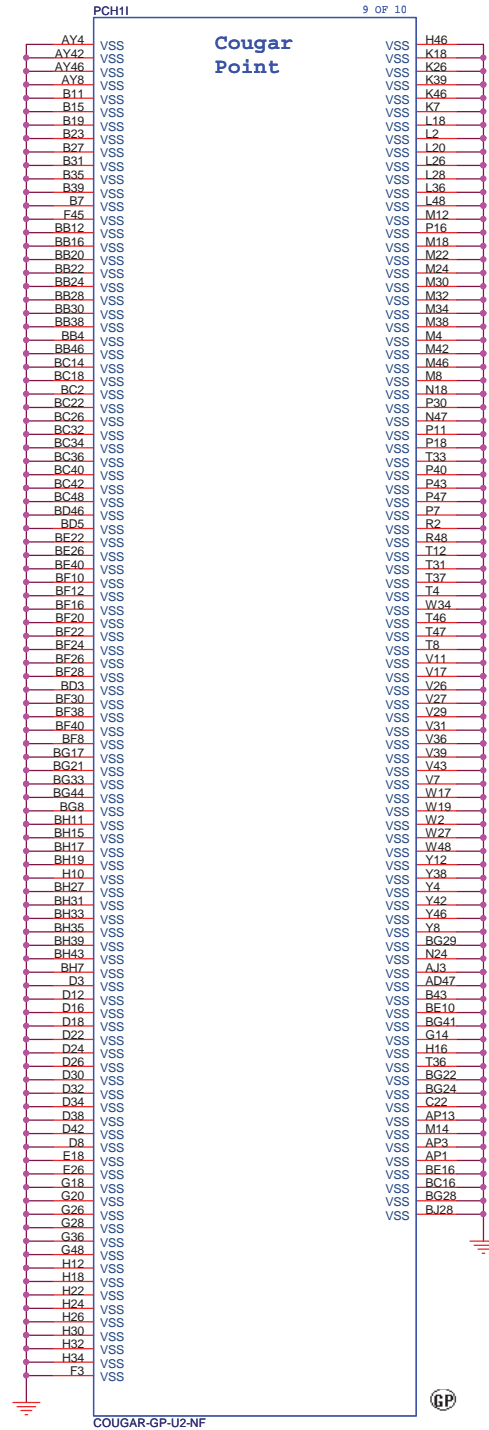 PCH1I 9 OF 10
Cougar
Point
AY4 VSS VSS H46
AY42 VSS VSS K18
AY46 VSS VSS K26
AY8 VSS VSS K39
B11 VSS VSS K46
B15 VSS VSS K7
B19 VSS VSS L18
B23 VSS VSS L2
B27 VSS VSS L20
B31 VSS VSS L26
B35 VSS VSS L28
B39 VSS VSS L36
B7 VSS VSS L48
F45 VSS VSS M12
BB12 VSS VSS P16
BB16 VSS VSS M18
BB20 VSS VSS M22
BB22 VSS VSS M24
BB24 VSS VSS M30
BB28 VSS VSS M32
BB30 VSS VSS M34
BB38 VSS VSS M38
BB4 VSS VSS M4
BB46 VSS VSS M42
BC14 VSS VSS M46
BC18 VSS VSS M8
BC2 VSS VSS N18
BC22 VSS VSS P30
BC26 VSS VSS N47
BC32 VSS VSS P11
BC34 VSS VSS P18
BC36 VSS VSS T33
BC40 VSS VSS P40
BC42 VSS VSS P43
BC48 VSS VSS P47
BD46 VSS VSS P7
BD5 VSS VSS R2
BE22 VSS VSS R48
BE26 VSS VSS T12
BE40 VSS VSS T31
BF10 VSS VSS T37
BF12 VSS VSS T4
BF16 VSS VSS W34
BF20 VSS VSS T46
BF22 VSS VSS T47
BF24 VSS VSS T8
BF26 VSS VSS V11
BF28 VSS VSS V17
BD3 VSS VSS V26
BF30 VSS VSS V27
BF38 VSS VSS V29
BF40 VSS VSS V31
BF8 VSS VSS V36
BG17 VSS VSS V39
BG21 VSS VSS V43
BG33 VSS VSS V7
BG44 VSS VSS W17
BG8 VSS VSS W19
BH11 VSS VSS W2
BH15 VSS VSS W27
BH17 VSS VSS W48
BH19 VSS VSS Y12
H10 VSS VSS Y38
BH27 VSS VSS Y4
BH31 VSS VSS Y42
BH33 VSS VSS Y46
BH35 VSS VSS Y8
BH39 VSS VSS BG29
BH43 VSS VSS N24
BH7 VSS VSS AJ3
D3 VSS VSS AD47
D12 VSS VSS B43
D16 VSS VSS BE10
D18 VSS VSS BG41
D22 VSS VSS G14
D24 VSS VSS H16
D26 VSS VSS T36
D30 VSS VSS BG22
D32 VSS VSS BG24
D34 VSS VSS C22
D38 VSS VSS AP13
D42 VSS VSS M14
D8 VSS VSS AP3
E18 VSS VSS AP1
E26 VSS VSS BE16
G18 VSS VSS BC16
G20 VSS VSS BG28
G26 VSS VSS BJ28
G28 VSS
G36 VSS
G48 VSS
H12 VSS
H18 VSS
H22 VSS
H24 VSS
H26 VSS
H30 VSS
H32 VSS
H34 VSS
F3 VSS
GP
COUGAR-GP-U2-NF